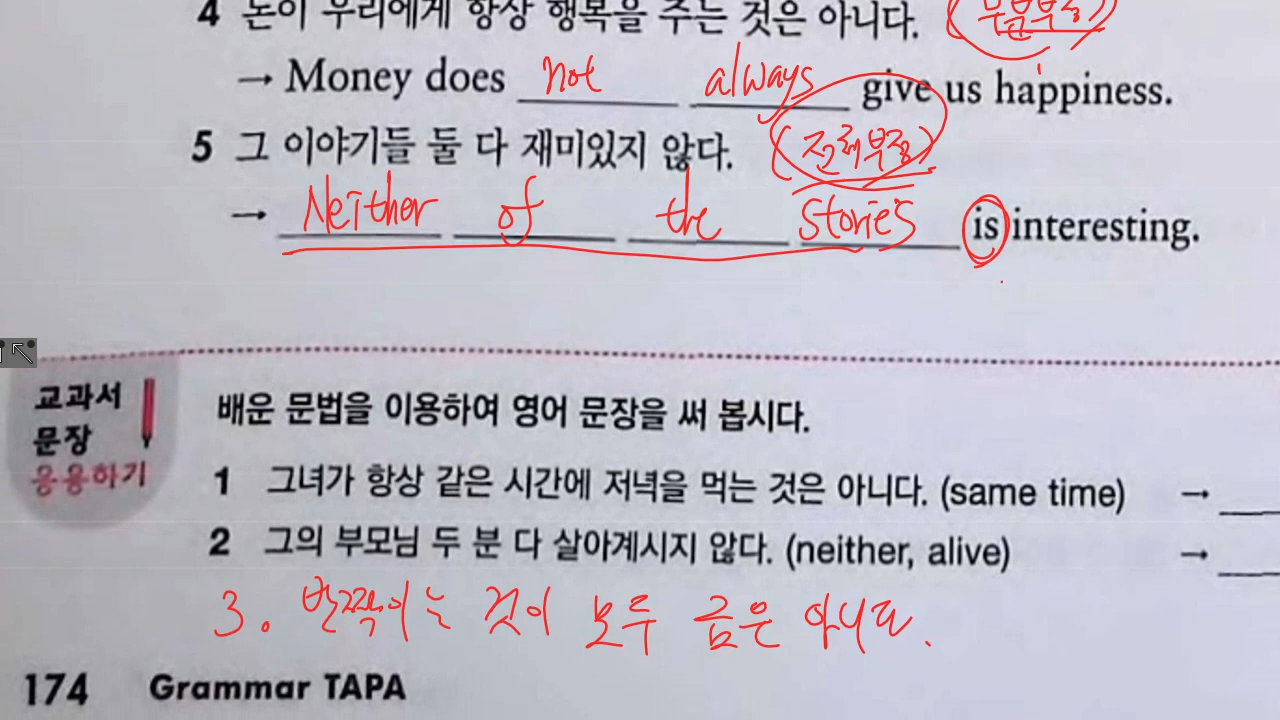 4 돈이 우리에게 항상 행복을 주는 것은 아니다. (부분부정)
→ Money does not always give us happiness.
5 그 이야기들 둘 다 재미있지 않다. (전체부정)
→ Neither of the stories is interesting.
교과서
문장
응용하기
배운 문법을 이용하여 영어 문장을 써 봅시다.
1 그녀가 항상 같은 시간에 저녁을 먹는 것은 아니다. (same time) →
2 그의 부모님 두 분 다 살아계시지 않다. (neither, alive) →
3. 반짝이는 것이 모두 금은 아니다.
174 Grammar TAPA